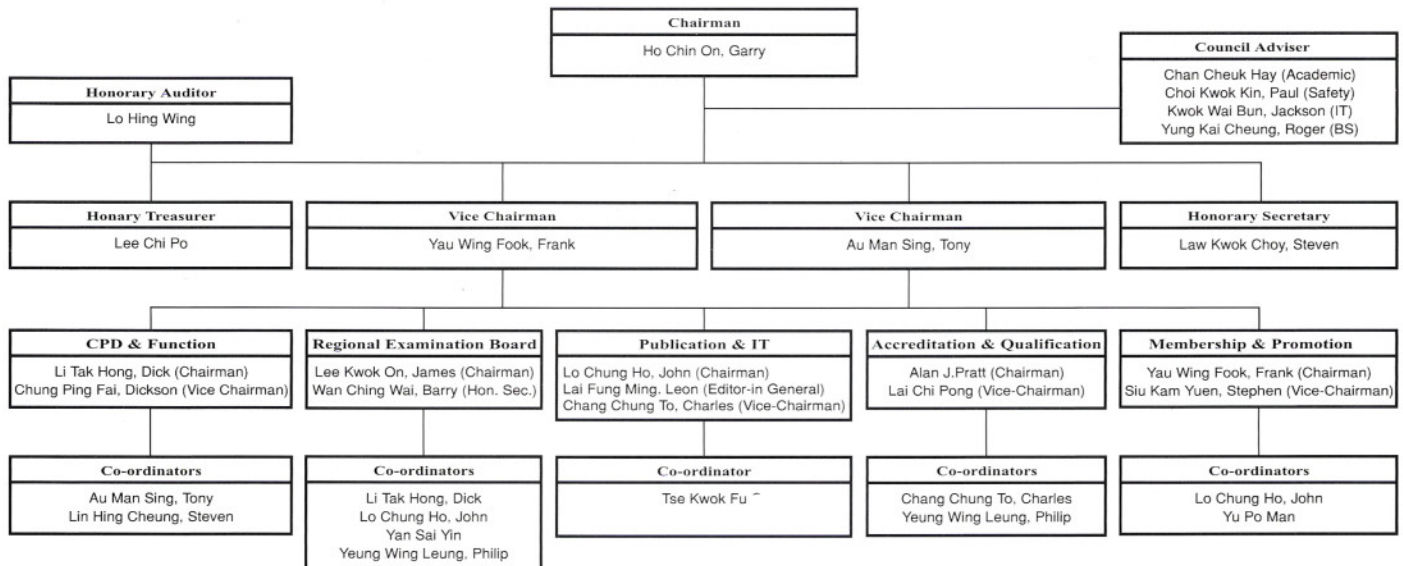 Chairman
Ho Chin On, Garry
Council Adviser
Chan Cheuk Hay (Academic)
Choi Kwok Kin, Paul (Safety)
Kwok Wai Bun, Jackson (IT)
Yung Kai Cheung, Roger (BS)
Honorary Auditor
Lo Hing Wing
Honary Treasurer
Lee Chi Po
Vice Chairman
Yau Wing Fook, Frank
Vice Chairman
Au Man Sing, Tony
Honorary Secretary
Law Kwok Choy, Steven
CPD & Function
Li Tak Hong, Dick (Chairman)
Chung Ping Fai, Dickson (Vice Chairman)
Regional Examination Board
Lee Kwok On, James (Chairman)
Wan Ching Wai, Barry (Hon. Sec.)
Publication & IT
Lo Chung Ho, John (Chairman)
Lai Fung Ming. Leon (Editor-in General)
Chang Chung To, Charles (Vice-Chairman)
Accreditation & Qualification
Alan J.Pratt (Chairman)
Lai Chi Pong (Vice-Chairman)
Membership & Promotion
Yau Wing Fook, Frank (Chairman)
Siu Kam Yuen, Stephen (Vice-Chairman)
Co-ordinators
Au Man Sing, Tony
Lin Hing Cheung, Steven
Co-ordinators
Li Tak Hong, Dick
Lo Chung Ho, John
Yan Sai Yin
Yeung Wing Leung, Philip
Co-ordinator
Tse Kwok Fu
Co-ordinators
Chang Chung To, Charles
Yeung Wing Leung, Philip
Co-ordinators
Lo Chung Ho, John
Yu Po Man